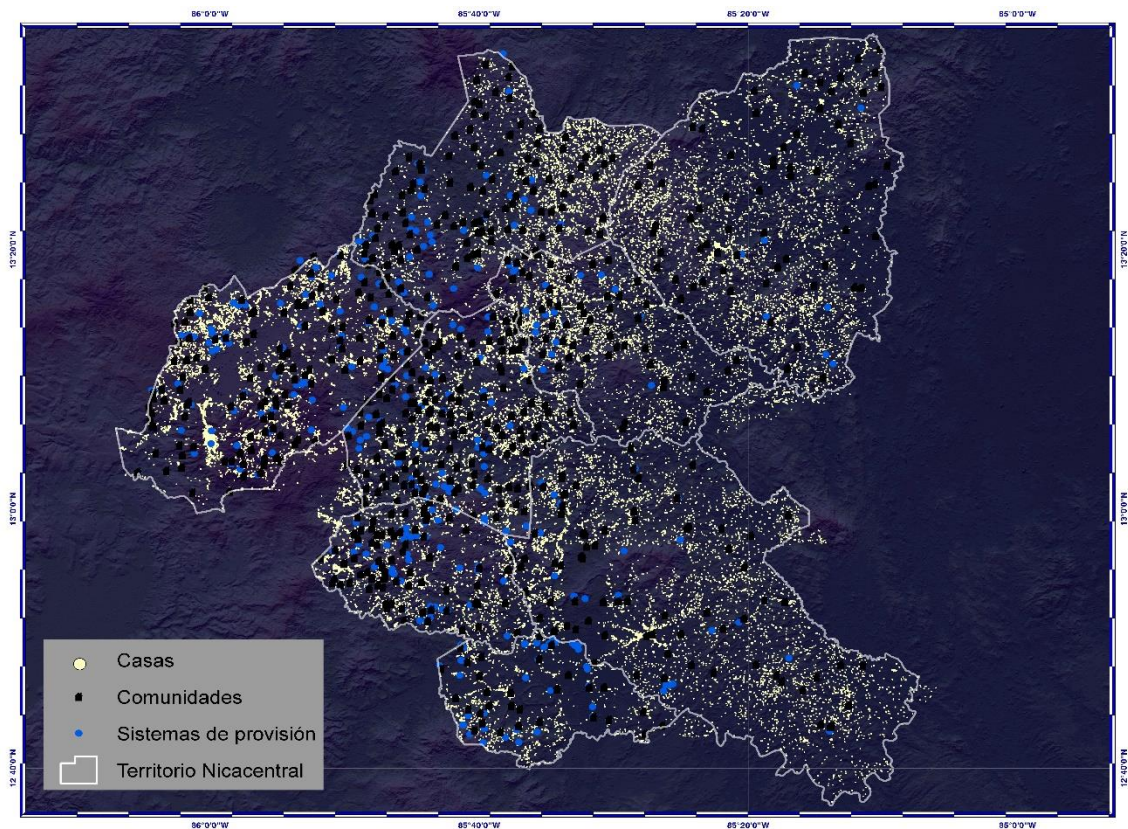 86°0'0"W 85°40'0"W 85°20'0"W 85°0'0"W
13°20'0"N 13°20'0"N
13°0'0"N 13°0'0"N
12°40'0"N 12°40'0"N
Casas
Comunidades
Sistemas de provisión
Territorio Nicacentral
86°0'0"W 85°40'0"W 85°20'0"W 85°0'0"W